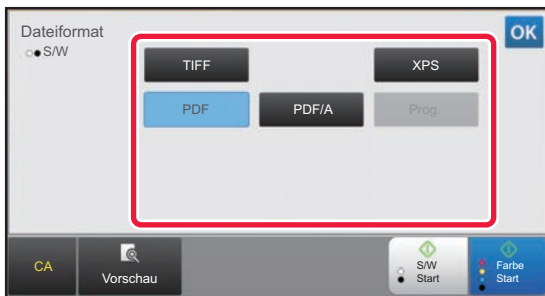 Dateiformat
S/W
OK
TIFF
XPS
PDF
PDF/A
Prog.
CA
Vorschau
S/W
Start
Farbe
Start